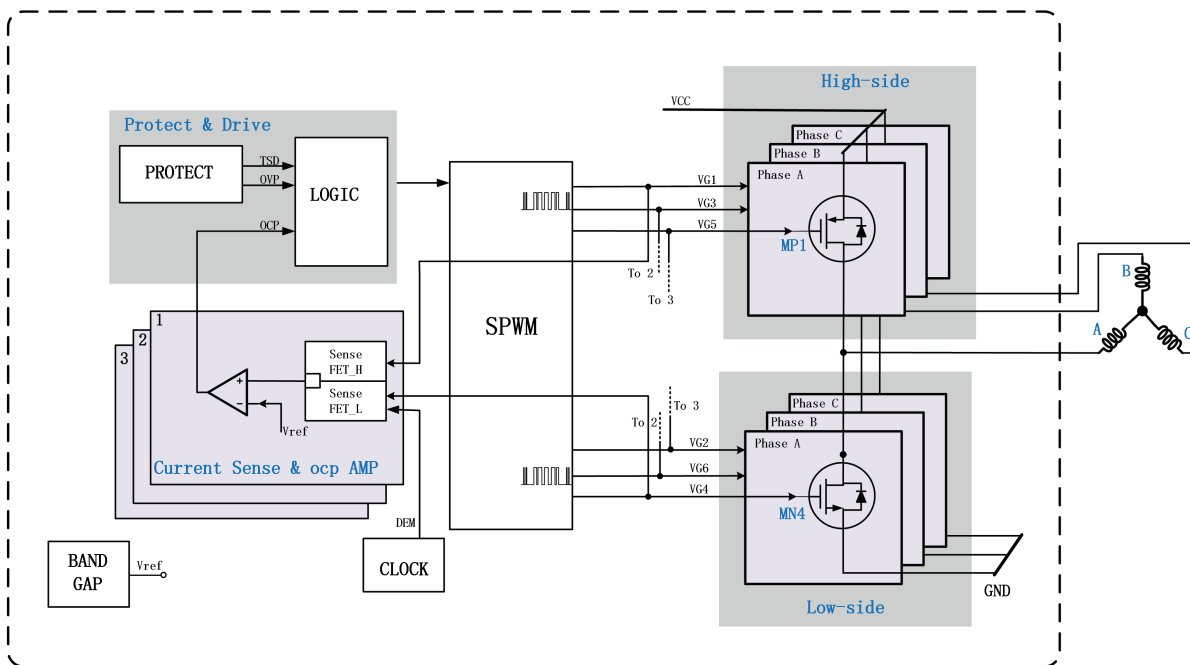 High-side
VCC
Phase C
Phase B
Phase A
MP1
Protect & Drive
PROTECT
TSD
OVP
OCP
LOGIC
SPWM
VG1
VG3
VG5
To 2
To 3
B
A
C
1
2
3
Sense
FET_H
Sense
FET_L
+
-
Vref
Current Sense & ocp AMP
To 3
To 2
VG2
VG6
VG4
Phase C
Phase B
Phase A
MN4
Low-side
GND
DEM
CLOCK
BAND
GAP
Vref